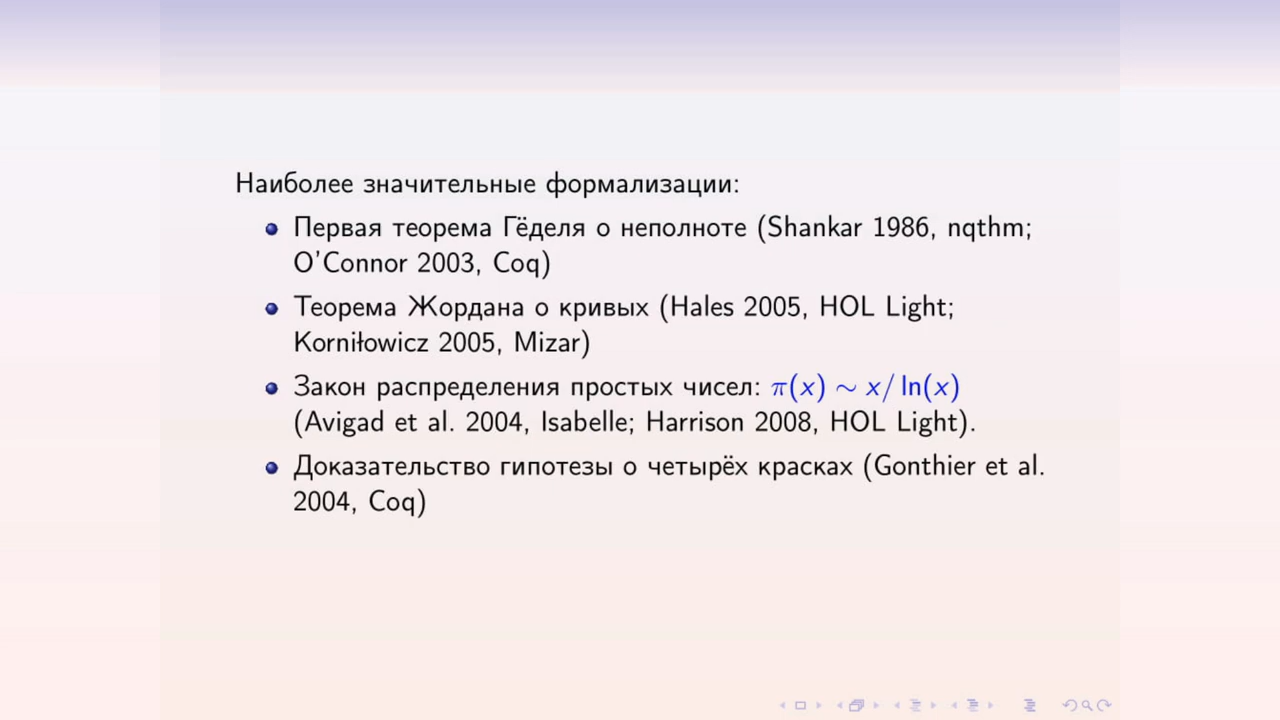 Наиболее значительные формализации:
Первая теорема Гёделя о неполноте (Shankar 1986, nqthm;
O'Connor 2003, Coq)
Теорема Жордана о кривых (Hales 2005, HOL Light;
Korniłowicz 2005, Mizar)
Закон распределения простых чисел: π(x) ∼ x/ ln(x)
(Avigad et al. 2004, Isabelle; Harrison 2008, HOL Light).
Доказательство гипотезы о четырёх красках (Gonthier et al.
2004, Coq)